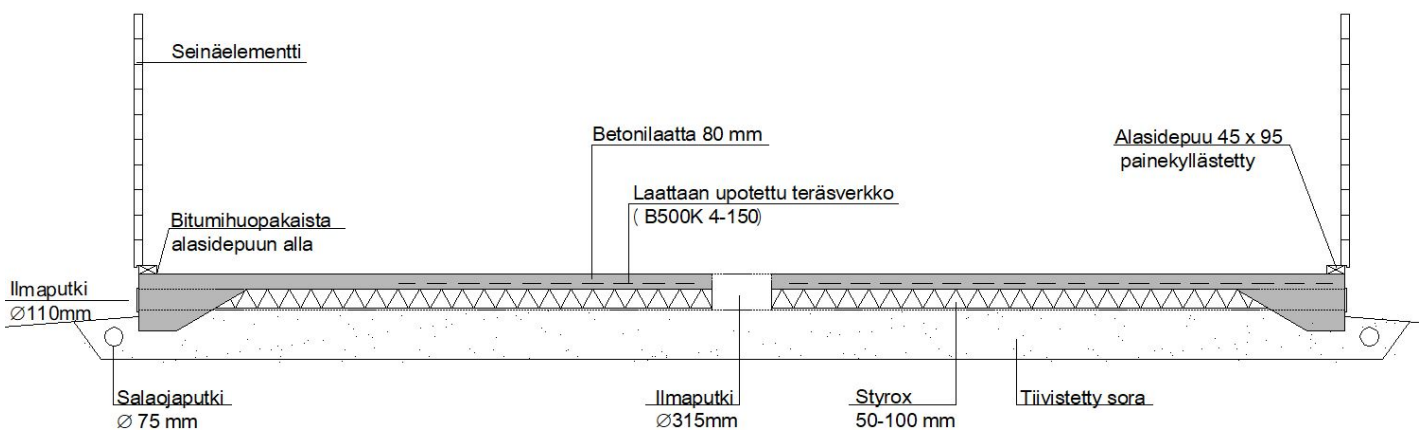 Seinäelementti
Betonilaatta 80 mm
Alasidepuu 45 x 95
painekyllästetty
Laattaan upotettu teräsverkko
( B500K 4-150)
Bitumihuopakaista
alasidepuun alla
Ilmaputki
Ø110mm
Salaojaputki
Ø 75 mm
Ilmaputki
Ø315mm
Styrox
50-100 mm
Tiivistetty sora